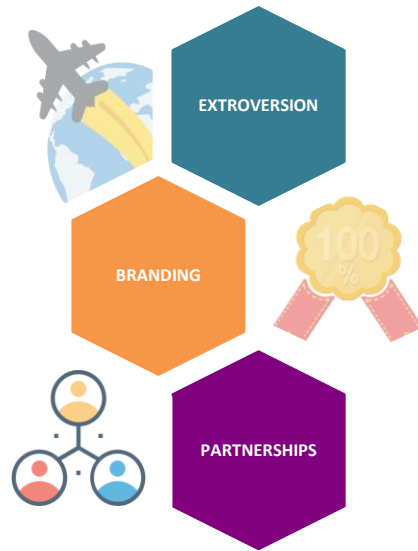 EXTROVERSION
BRANDING
100
%
PARTNERSHIPS